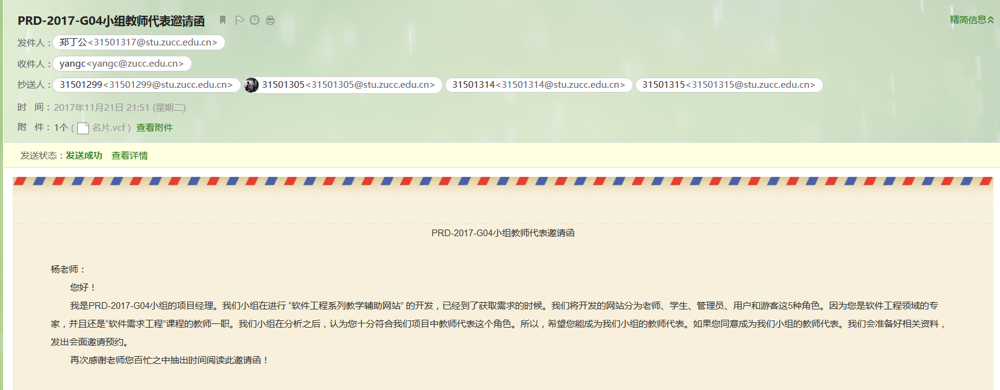 PRD-2017-G04小组教师代表邀请函
精简信息
发件人：郑丁公<31501317@stu.zucc.edu.cn>
收件人：yangc<yangc@zucc.edu.cn>
抄送人：31501299<31501299@stu.zucc.edu.cn> 31501305<31501305@stu.zucc.edu.cn> 31501314<31501314@stu.zucc.edu.cn> 31501315<31501315@stu.zucc.edu.cn>
时 间：2017年11月21日 21:51 (星期二)
附 件：1个 ( 名片.vcf ) 查看附件
发送状态：发送成功 查看详情
PRD-2017-G04小组教师代表邀请函
杨老师：
您好！
我是PRD-2017-G04小组的项目经理。我们小组在进行 “软件工程系列教学辅助网站” 的开发，已经到了获取需求的时候。我们将开发的网站分为老师、学生、管理员、用户和游客这5种角色。因为您是软件工程领域的专
家，并且还是“软件需求工程”课程的教师一职。我们小组在分析之后，认为您十分符合我们项目中教师代表这个角色。所以，希望您能成为我们小组的教师代表。如果您同意成为我们小组的教师代表。我们会准备好相关资料，
发出会面邀请预约。
再次感谢老师您百忙之中抽出时间阅读此邀请函！